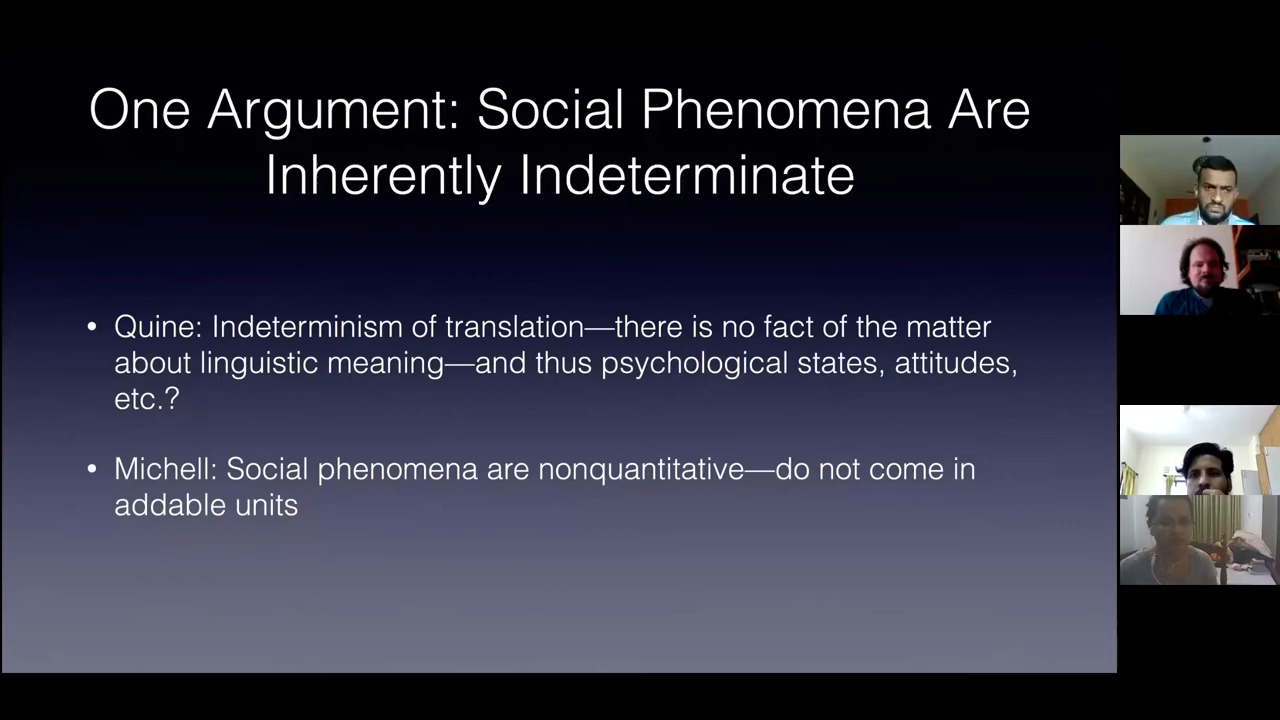 One Argument: Social Phenomena Are
Inherently Indeterminate
• Quine: Indeterminism of translation—there is no fact of the matter
about linguistic meaning—and thus psychological states, attitudes,
etc.?
• Michell: Social phenomena are nonquantitative—do not come in
addable units